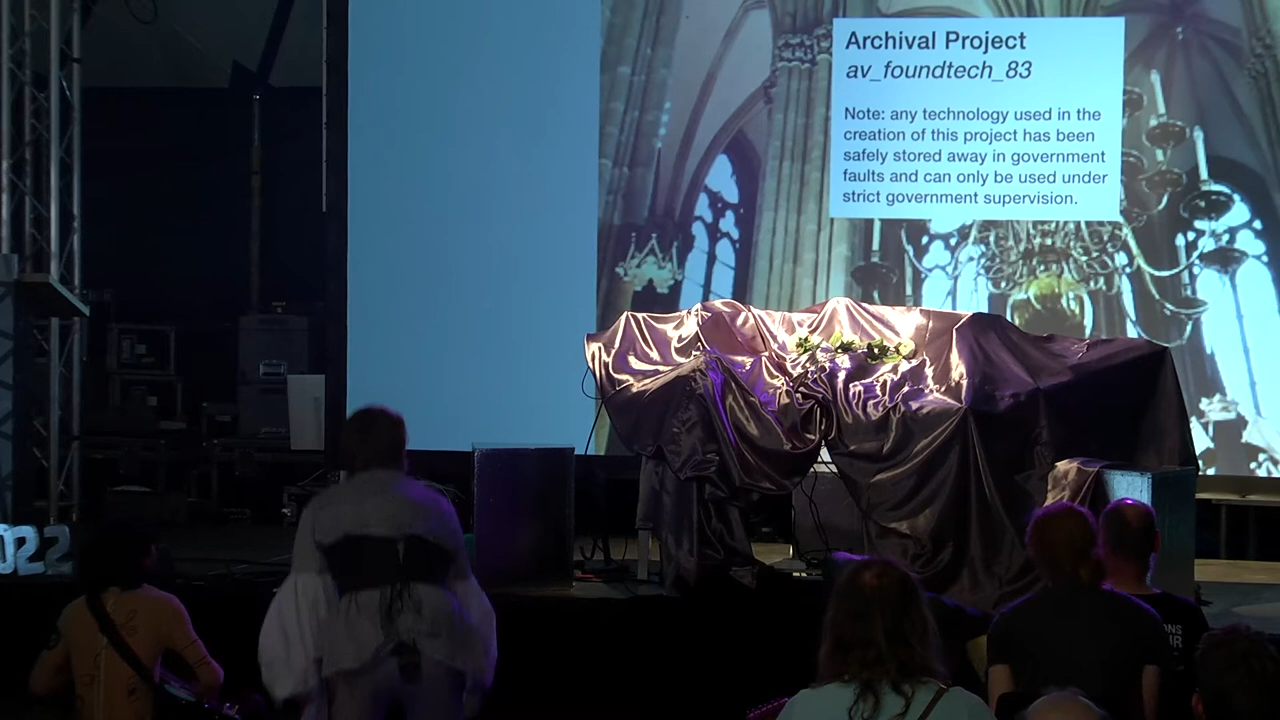 Archival Project
av_foundtech_83
Note: any technology used in the
creation of this project has been
safely stored away in government
faults and can only be used under
strict government supervision.
022